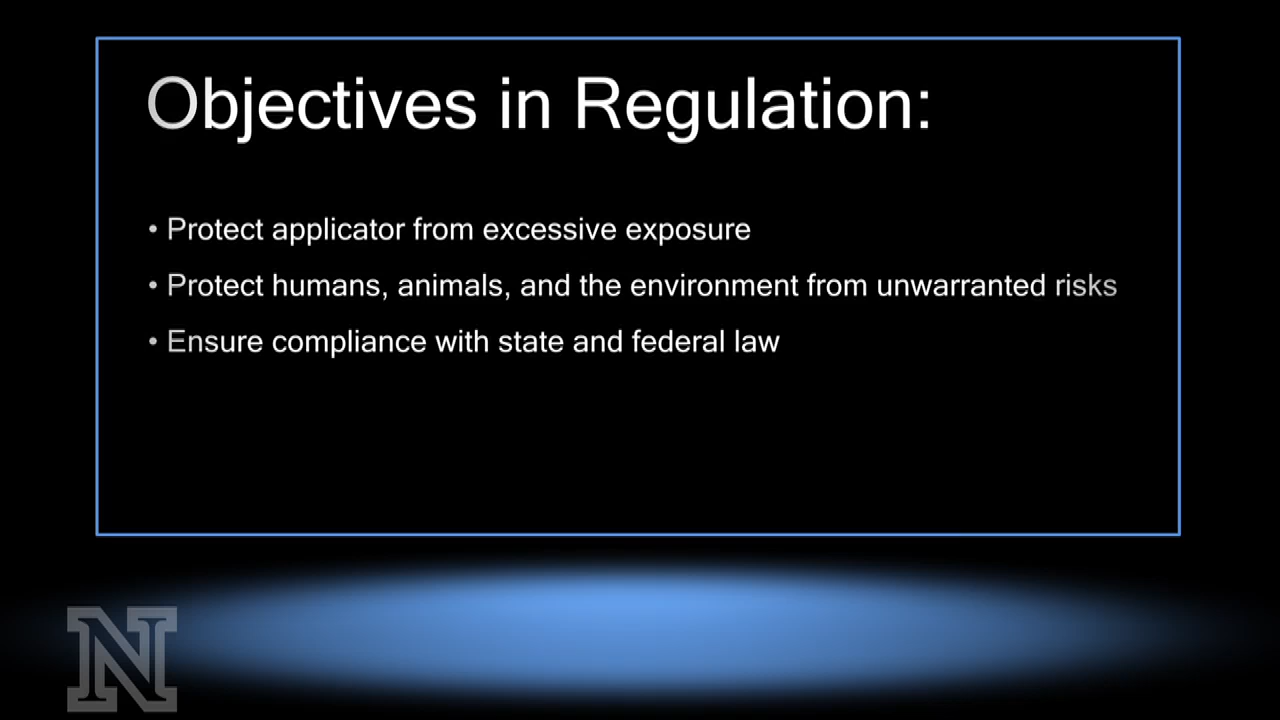 Objectives in Regulation:
• Protect applicator from excessive exposure
• Protect humans, animals, and the environment from unwarranted risks
• Ensure compliance with state and federal law
N